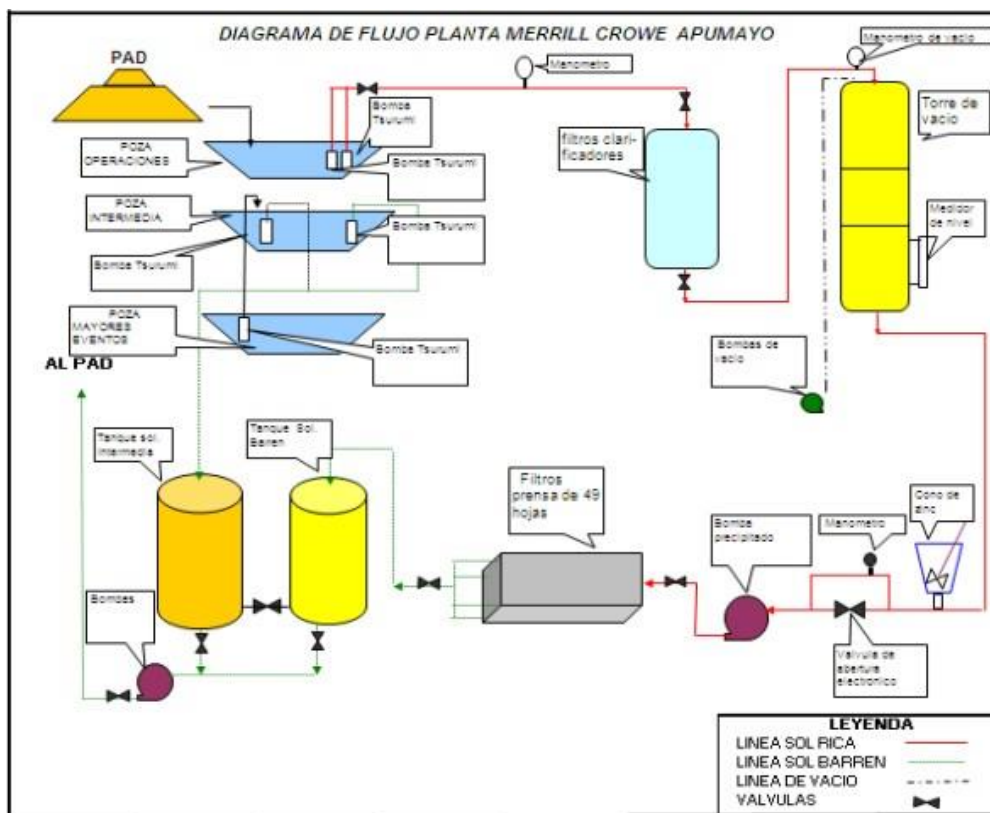 DIAGRAMA DE FLUJO PLANTA MERRILL CROWE APUMAYO
PAD
Manometro
Manometro de vacio
Bomba
Tsurumi
POZA
OPERACIONES
Bomba Tsurumi
filtros clari-
ficadores
Torre de
vacio
POZA
INTERMEDIA
Bomba Tsurumi
Medidor
de nivel
Bomba Tsurumi
POZA
MAYORES
EVENTOS
Bomba Tsurumi
AL PAD
Bombas de
vacio
Tanque sol.
Intermedia
Tanque Sol.
Barren
Filtros
prensa de 49
hojas
Bomba
precipitado
Manometro
Cono de
zinc
Bombas
Valvula de
abertura
electronico
LEYENDA
LINEA SOL RICA
LINEA SOL BARREN
LINEA DE VACIO
VALVULAS